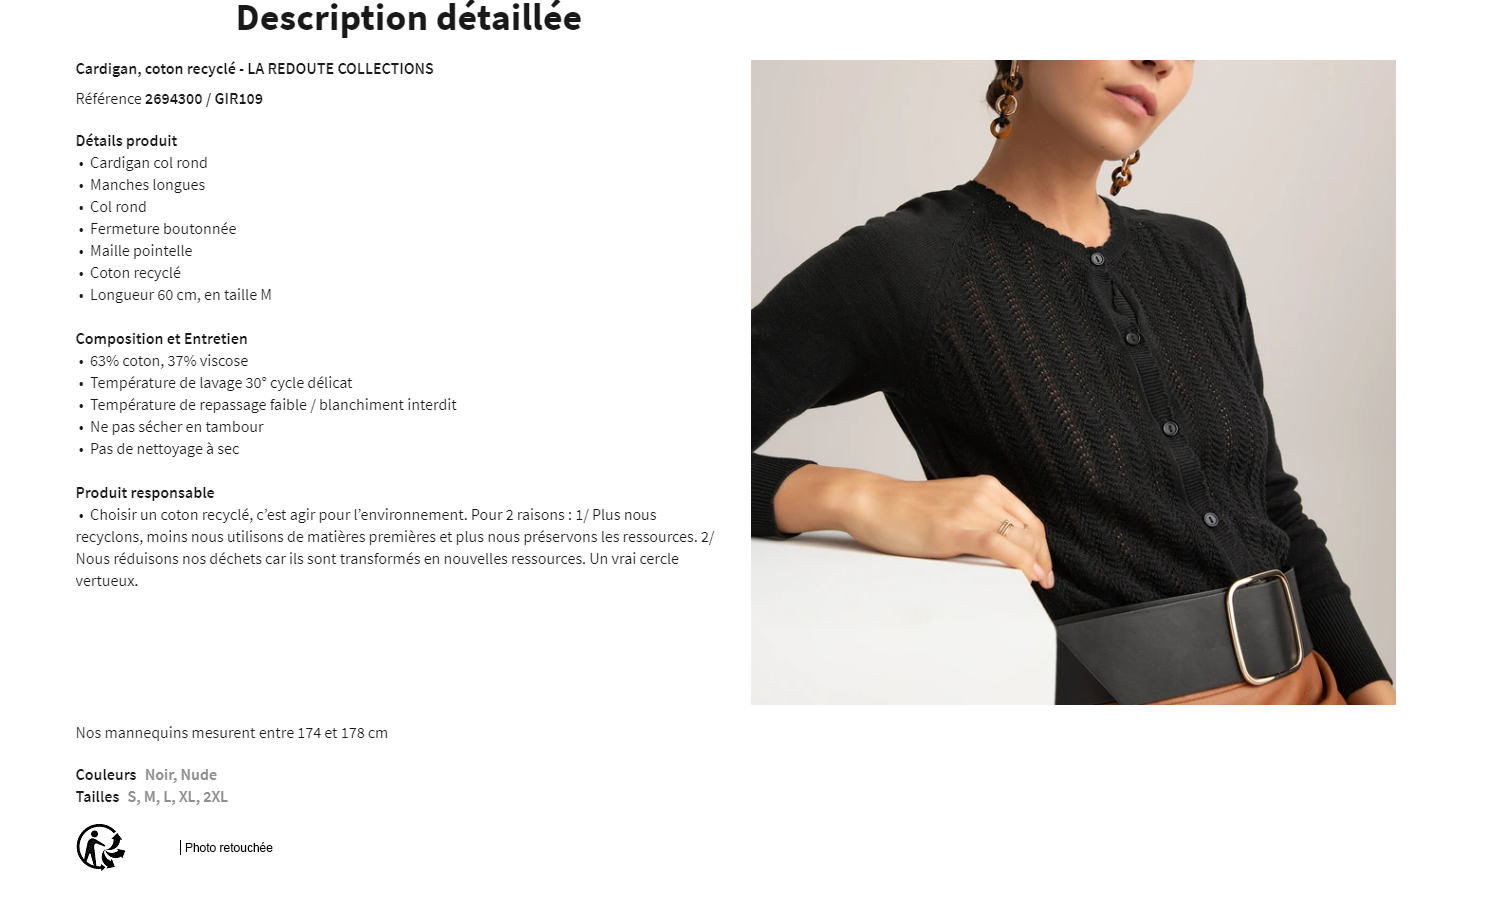 Description détaillée
Cardigan, coton recyclé - LA REDOUTE COLLECTIONS
Référence 2694300 / GIR109
Détails produit
• Cardigan col rond
• Manches longues
• Col rond
• Fermeture boutonnée
• Maille pointelle
• Coton recyclé
• Longueur 60 cm, en taille M
Composition et Entretien
• 63% coton, 37% viscose
• Température de lavage 30° cycle délicat
• Température de repassage faible / blanchiment interdit
• Ne pas sécher en tambour
• Pas de nettoyage à sec
Produit responsable
• Choisir un coton recyclé, c’est agir pour l’environnement. Pour 2 raisons : 1/ Plus nous
recyclons, moins nous utilisons de matières premières et plus nous préservons les ressources. 2/
Nous réduisons nos déchets car ils sont transformés en nouvelles ressources. Un vrai cercle
vertueux.
Nos mannequins mesurent entre 174 et 178 cm
Couleurs Noir, Nude
Tailles S, M, L, XL, 2XL
Photo retouchée